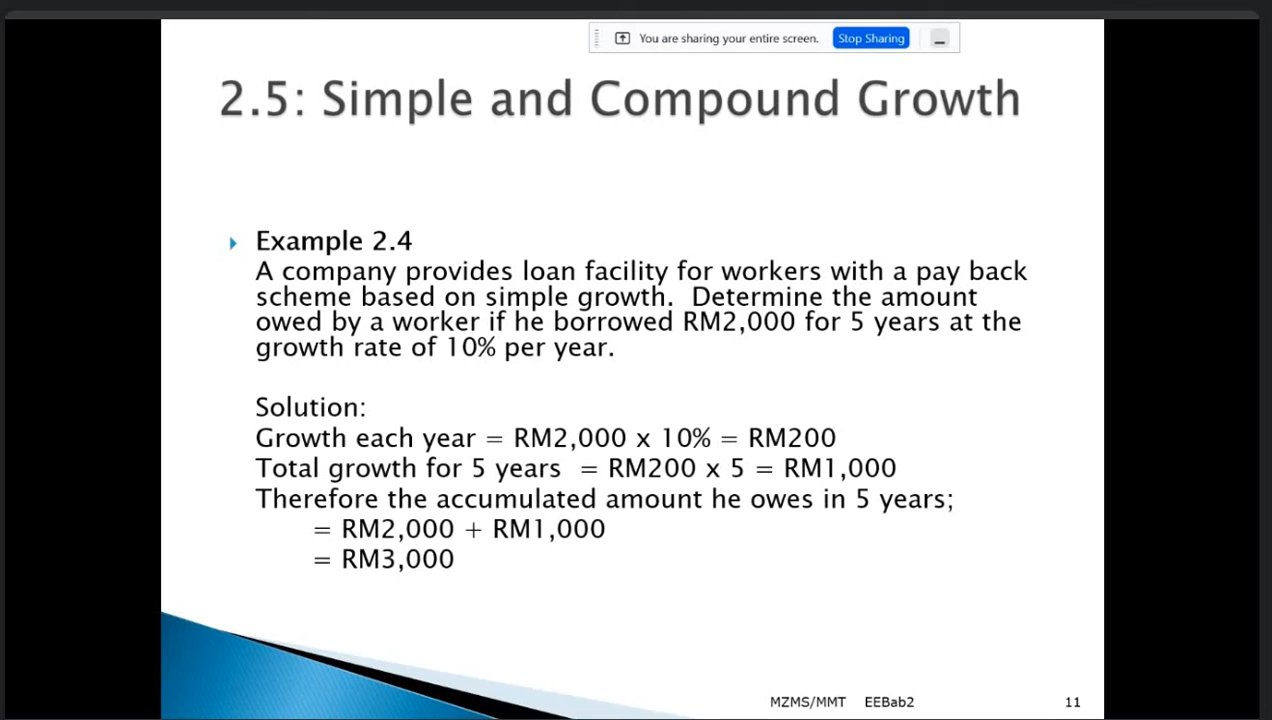 You are sharing your entire screen. Stop Sharing
2.5: Simple and Compound Growth
Example 2.4
A company provides loan facility for workers with a pay back
scheme based on simple growth. Determine the amount
owed by a worker if he borrowed RM2,000 for 5 years at the
growth rate of 10% per year.
Solution:
Growth each year = RM2,000 x 10% = RM200
Total growth for 5 years = RM200 x 5 = RM1,000
Therefore the accumulated amount he owes in 5 years;
= RM2,000 + RM1,000
= RM3,000
MZMS/MMT EEBab2 11